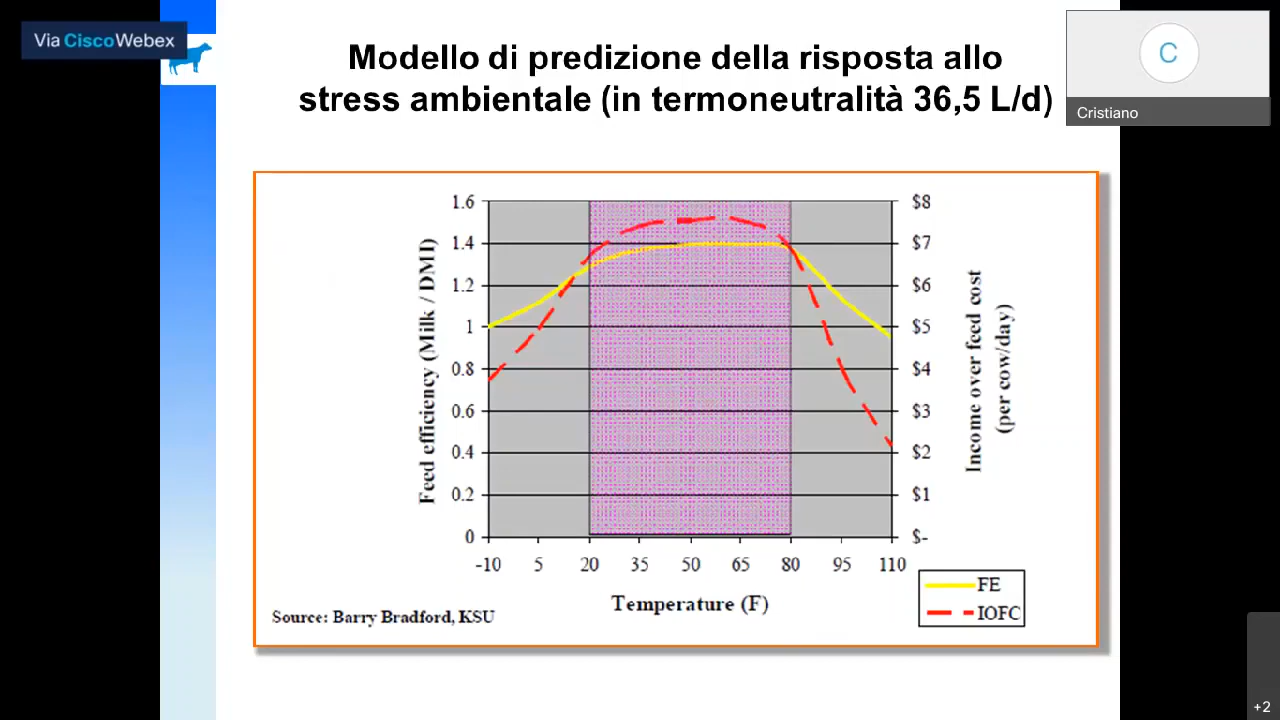 Via Cisco Webex
Modello di predizione della risposta allo
stress ambientale (in termoneutralità 36,5 L/d)
C
Cristiano
Feed efficiency (Milk / DMI)
1.6
1.4
1.2
1
0.8
0.6
0.4
0.2
0
$8
$7
$6
$5
$4
$3
$2
$1
$-
Income over feed cost
(per cow/day)
-10 5 20 35 50 65 80 95 110
Temperature (F)
FE
IOFC
Source: Barry Bradford, KSU
+2